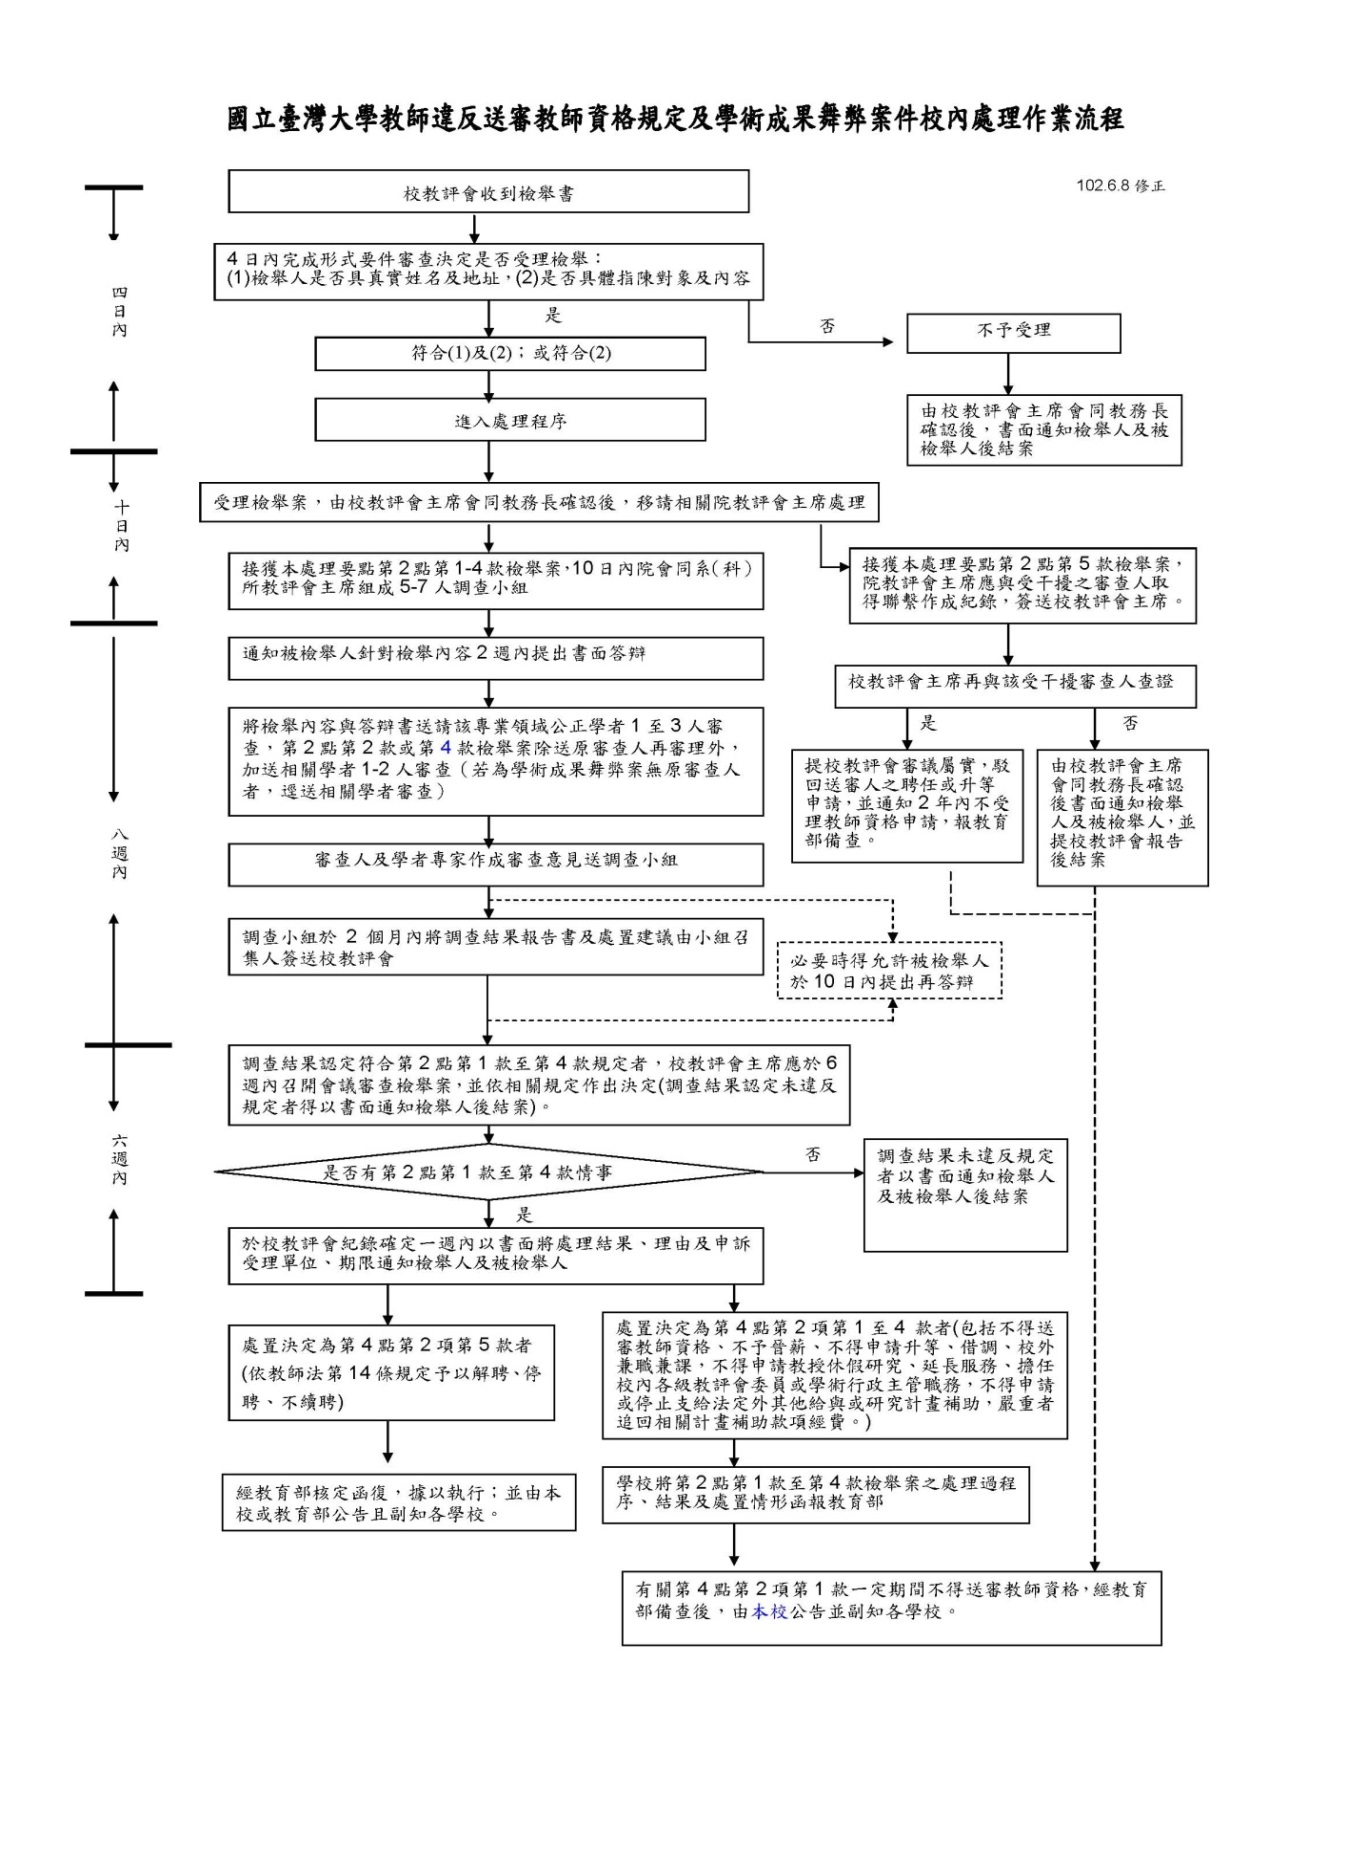 國立臺灣大學教師違反送審教師資格規定及學術成果舞弊案件校內處理作業流程
102.6.8 修正
校教評會收到檢舉書
4 日內完成形式要件審查決定是否受理檢舉：
(1)檢舉人是否具真實姓名及地址，(2)是否具體指陳對象及內容
四
日
內
是
否
不予受理
符合(1)及(2)；或符合(2)
由校教評會主席會同教務長
確認後，書面通知檢舉人及被
檢舉人後結案
進入處理程序
受理檢舉案，由校教評會主席會同教務長確認後，移請相關院教評會主席處理
十
日
內
接獲本處理要點第 2 點第 1-4 款檢舉案，10 日內院會同系(科)
所教評會主席組成 5-7 人調查小組
接獲本處理要點第 2 點第 5 款檢舉案，
院教評會主席應與受干擾之審查人取
得聯繫作成紀錄，簽送校教評會主席。
通知被檢舉人針對檢舉內容 2 週內提出書面答辯
校教評會主席再與該受干擾審查人查證
是
否
將檢舉內容與答辯書送請該專業領域公正學者 1 至 3 人審
查，第 2 點第 2 款或第 4 款檢舉案除送原審查人再審理外，
加送相關學者 1-2 人審查（若為學術成果舞弊案無原審查人
者，逕送相關學者審查）
提校教評會審議屬實，駁
回送審人之聘任或升等
申請，並通知 2 年內不受
理教師資格申請，報教育
部備查。
由校教評會主席
會同教務長確認
後書面通知檢舉
人及被檢舉人，並
提校教評會報告
後結案
八
週
內
審查人及學者專家作成審查意見送調查小組
調查小組於 2 個月內將調查結果報告書及處置建議由小組召
集人簽送校教評會
必要時得允許被檢舉人
於 10 日內提出再答辯
調查結果認定符合第 2 點第 1 款至第 4 款規定者，校教評會主席應於 6
週內召開會議審查檢舉案，並依相關規定作出決定(調查結果認定未違反
規定者得以書面通知檢舉人後結案)。
六
週
內
是否有第 2 點第 1 款至第 4 款情事
否
調查結果未違反規定
者以書面通知檢舉人
及被檢舉人後結案
是
於校教評會紀錄確定一週內以書面將處理結果、理由及申訴
受理單位、期限通知檢舉人及被檢舉人
處置決定為第 4 點第 2 項第 5 款者
(依教師法第 14 條規定予以解聘、停
聘、不續聘)
處置決定為第 4 點第 2 項第 1 至 4 款者(包括不得送
審教師資格、不予晉薪、不得申請升等、借調、校外
兼職兼課，不得申請教授休假研究、延長服務、擔任
校內各級教評會委員或學術行政主管職務，不得申請
或停止支給法定外其他給與或研究計畫補助，嚴重者
追回相關計畫補助款項經費。)
經教育部核定函復，據以執行；並由本
校或教育部公告且副知各學校。
學校將第 2 點第 1 款至第 4 款檢舉案之處理過程
序、結果及處置情形函報教育部
有關第 4 點第 2 項第 1 款一定期間不得送審教師資格，經教育
部備查後，由本校公告並副知各學校。